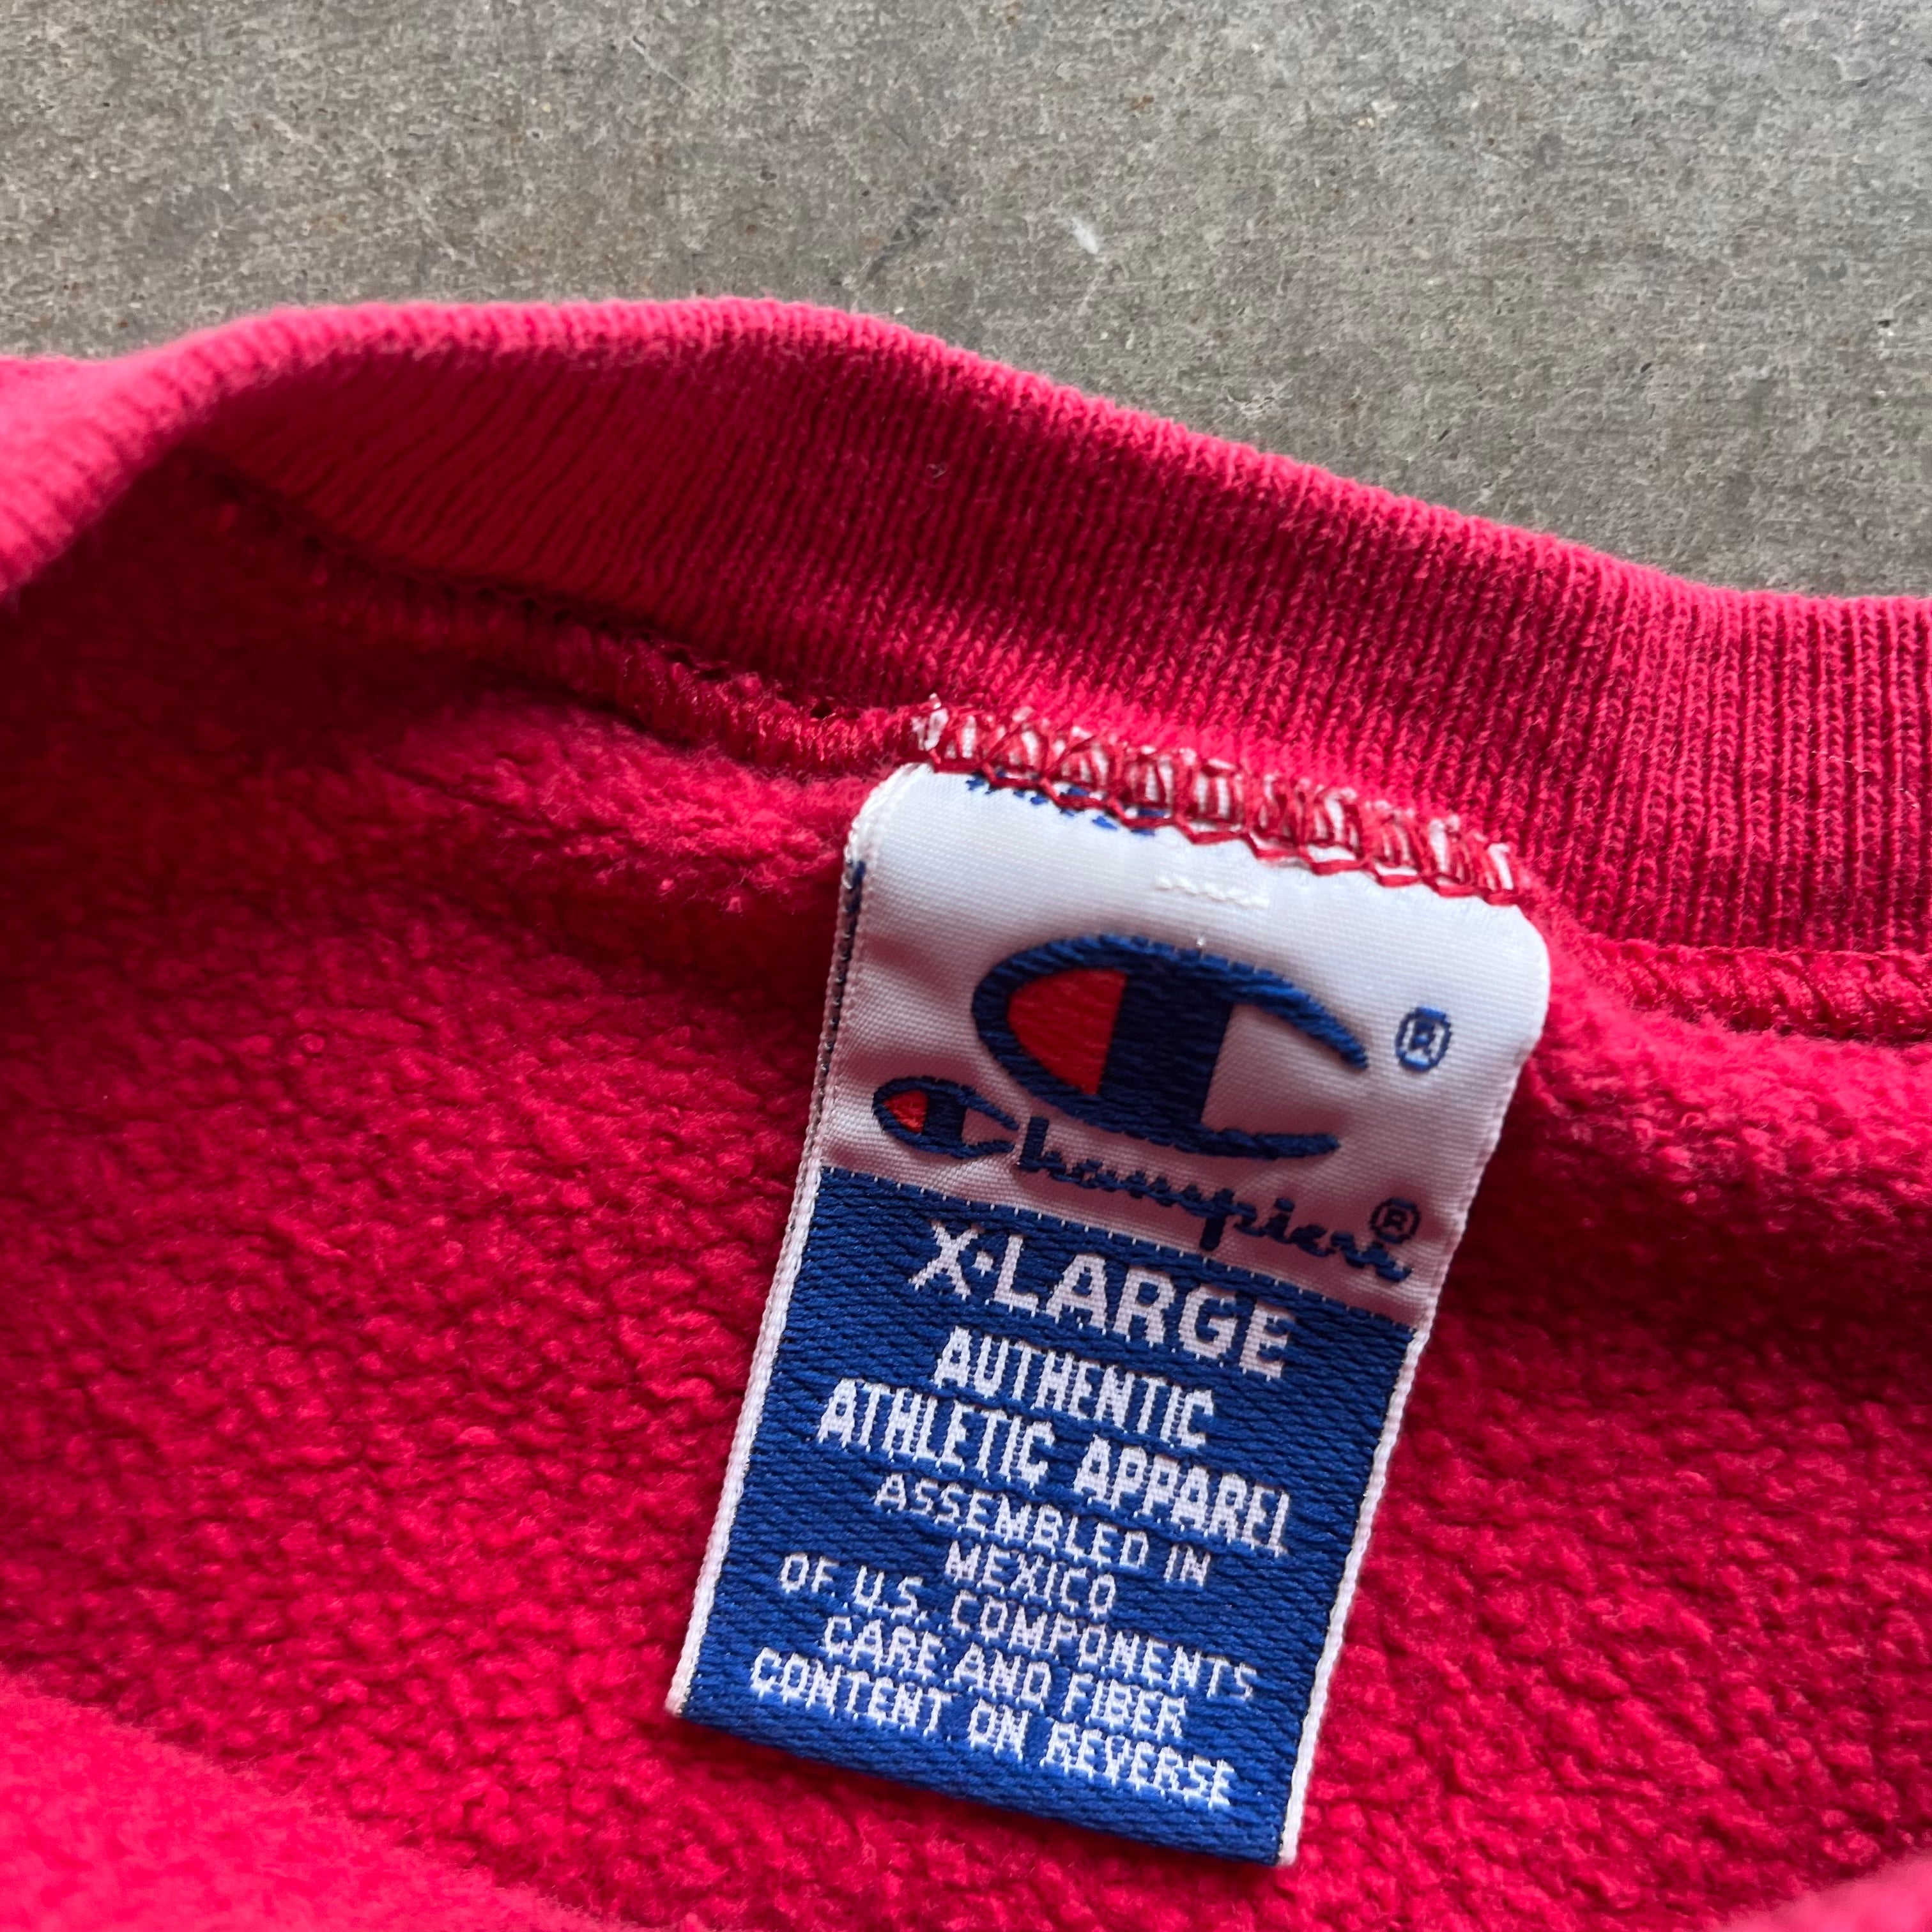 ®
Champion®
X-LARGE
AUTHENTIC
ATHLETIC APPAREL
ASSEMBLED IN
MEXICO
OF U.S. COMPONENTS
CARE AND FIBER
CONTENT ON REVERSE